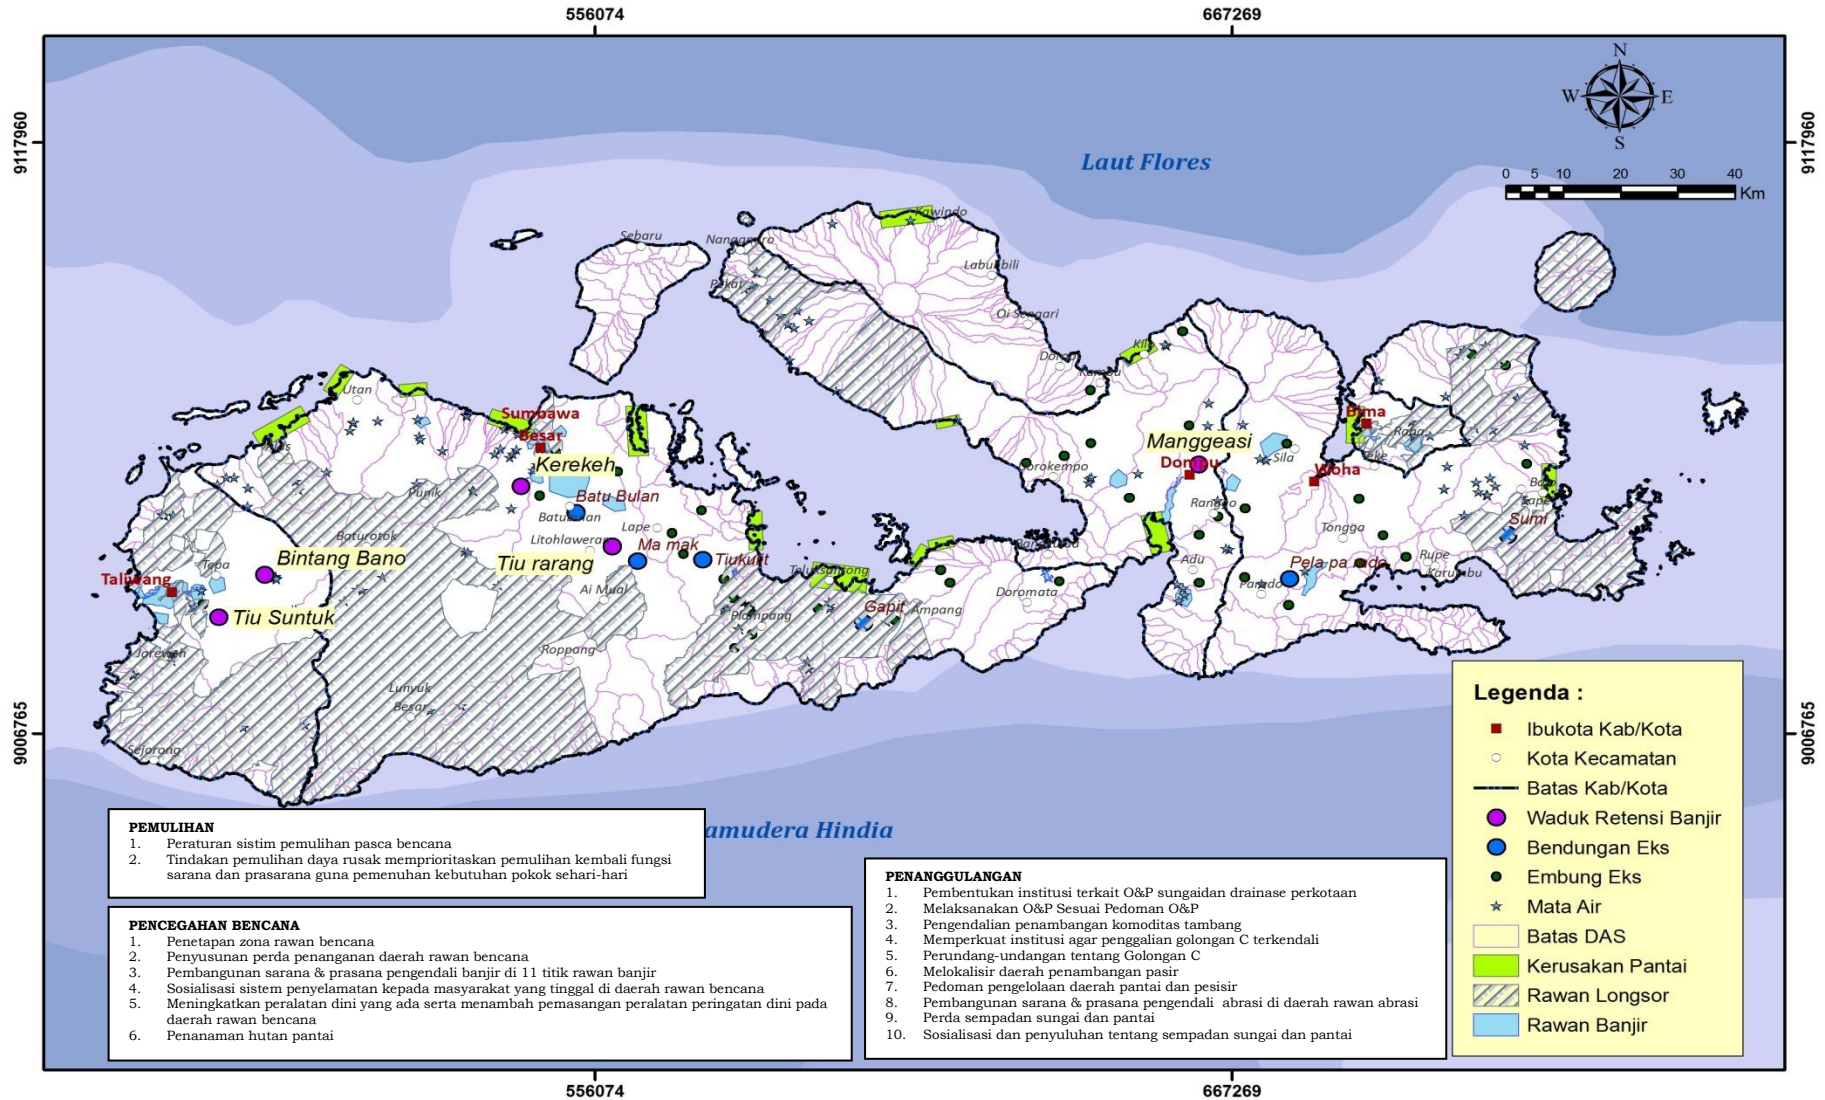 556074
667269
9117960
9117960
N
W
E
S
0 5 10 20 30 40
Km
Laut Flores
Kawindo
Sebaru
Nangamiro
Labuhbili
Pekat
Oi Sengari
Kilo
Utan
Sumbawa
Besar
Bima
Raba
Manggeasi
Kerekeh
Dompu
Sila
Woha
Punik
Batu Bulan
Ranggo
Sumi
Lape
Tongga
Litohlaweran
Baturotok
Ma mak
Bintang Bano
Tiu rarang
Tiukulit
Rupe
Adu
Tepa
Pela pa rado
Karumbu
Taliwang
Ai Mual
Parado
Doromata
Tiu Suntuk
Gapit
Ampang
Plampang
Jereweh
Roppang
Lunyuk
Besar
Sejorong
9006765
9006765
Legenda :
Ibukota Kab/Kota
Kota Kecamatan
Batas Kab/Kota
Waduk Retensi Banjir
Bendungan Eks
Embung Eks
Mata Air
Batas DAS
Kerusakan Pantai
Rawan Longsor
Rawan Banjir
amudera Hindia
PEMULIHAN
1. Peraturan sistim pemulihan pasca bencana
2. Tindakan pemulihan daya rusak memprioritaskan pemulihan kembali fungsi
sarana dan prasarana guna pemenuhan kebutuhan pokok sehari-hari
PENCEGAHAN BENCANA
1. Penetapan zona rawan bencana
2. Penyusunan perda penanganan daerah rawan bencana
3. Pembangunan sarana & prasana pengendali banjir di 11 titik rawan banjir
4. Sosialisasi sistem penyelamatan kepada masyarakat yang tinggal di daerah rawan bencana
5. Meningkatkan peralatan dini yang ada serta menambah pemasangan peralatan peringatan dini pada
daerah rawan bencana
6. Penanaman hutan pantai
PENANGGULANGAN
1. Pembentukan institusi terkait O&P sungaidan drainase perkotaan
2. Melaksanakan O&P Sesuai Pedoman O&P
3. Pengendalian penambangan komoditas tambang
4. Memperkuat institusi agar penggalian golongan C terkendali
5. Perundang-undangan tentang Golongan C
6. Melokalisir daerah penambangan pasir
7. Pedoman pengelolaan daerah pantai dan pesisir
8. Pembangunan sarana & prasana pengendali abrasi di daerah rawan abrasi
9. Perda sempadan sungai dan pantai
10. Sosialisasi dan penyuluhan tentang sempadan sungai dan pantai
556074
667269